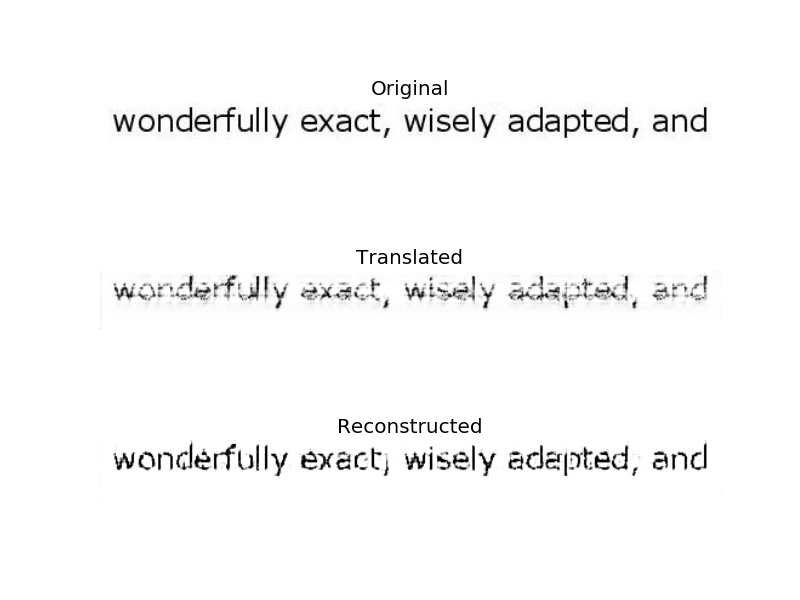 Original
wonderfully exact, wisely adapted, and
Translated
wonderfully exact, wisely adapted, and
Reconstructed
wonderfully exact, wisely adapted, and